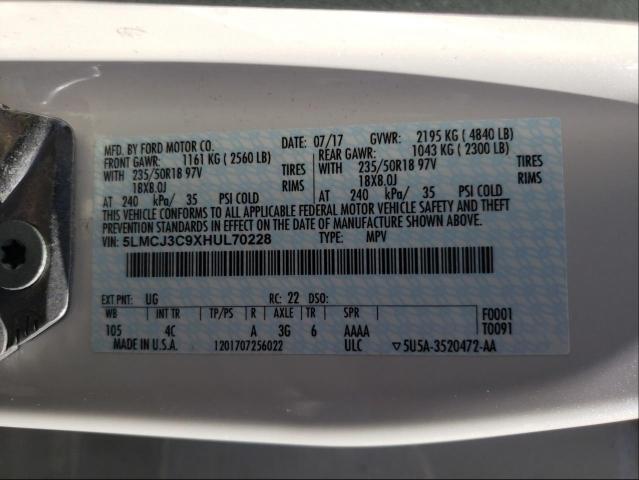 MFD. BY FORD MOTOR CO.
DATE: 07/17 GVWR: 2195 KG ( 4840 LB)
FRONT GAWR: 1161 KG ( 2560 LB)
REAR GAWR: 1043 KG ( 2300 LB)
WITH 235/50R18 97V TIRES
WITH 235/50R18 97V TIRES
18X8.0J RIMS
18X8.0J RIMS
AT 240 kPa/ 35 PSI COLD
AT 240 kPa/ 35 PSI COLD
THIS VEHICLE CONFORMS TO ALL APPLICABLE FEDERAL MOTOR VEHICLE SAFETY AND THEFT
PREVENTION STANDARDS IN EFFECT ON THE DATE OF MANUFACTURE SHOWN ABOVE.
VIN: 5LMCJ3C9XHUL70228 TYPE: MPV
EXT PNT: UG RC: 22 DSO:
WB INT TR TP/PS R AXLE TR SPR F0001
105 4C A 3G 6 AAAA T0091
MADE IN U.S.A. 1201707256022 ULC ▽5U5A-3520472-AA